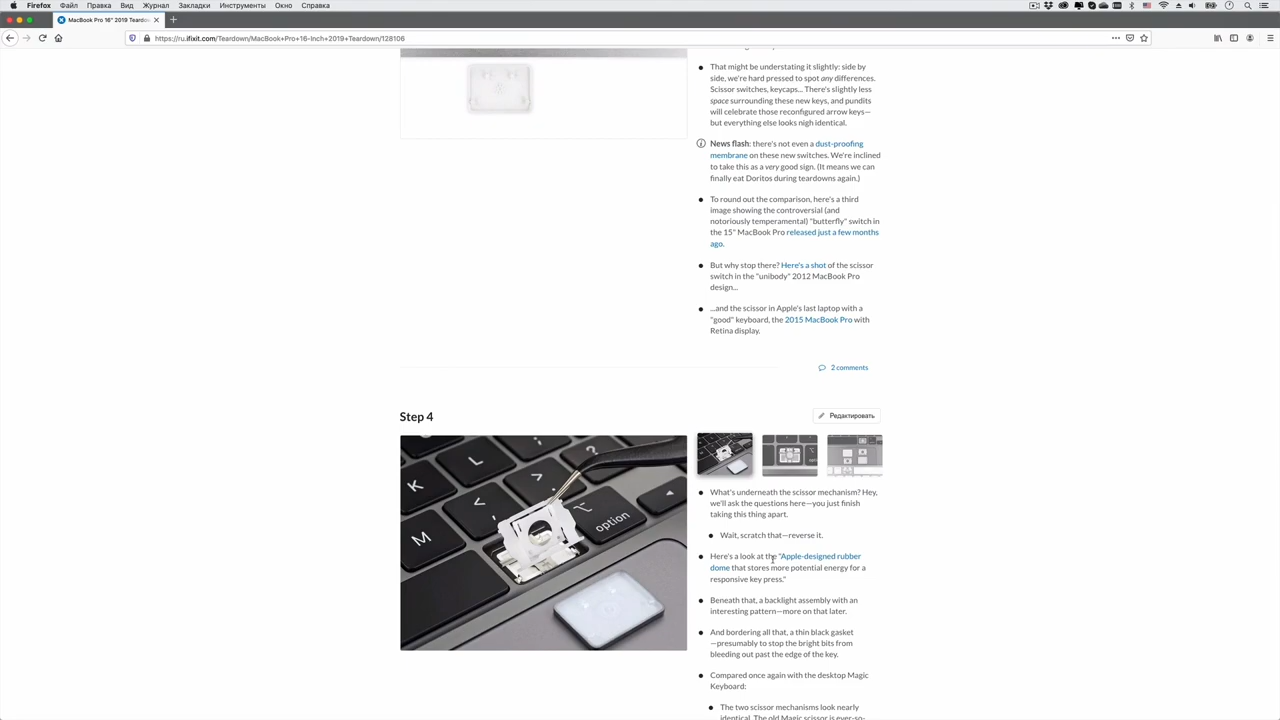 Firefox Файл Правка Вид Журнал Закладки Инструменты Окно Справка
MacBook Pro 16" 2019 Teardo
https://ru.ifixit.com/Teardown/MacBook+Pro+16-Inch+2019+Teardown/128106
That might be understating it slightly: side by
side, we're hard pressed to spot any differences.
Scissor switches, keycaps... There's slightly less
space surrounding these new keys, and pundits
will celebrate those reconfigured arrow keys—
but everything else looks nigh identical.
News flash: there's not even a dust-proofing
membrane on these new switches. We're inclined
to take this as a very good sign. (It means we can
finally eat Doritos during teardowns again.)
To round out the comparison, here's a third
image showing the controversial (and
notoriously temperamental) "butterfly" switch in
the 15" MacBook Pro released just a few months
ago.
But why stop there? Here's a shot of the scissor
switch in the "unibody" 2012 MacBook Pro
design...
...and the scissor in Apple's last laptop with a
"good" keyboard, the 2015 MacBook Pro with
Retina display.
2 comments
Step 4
Редактировать
K
L
M
<
>
?
option
What's underneath the scissor mechanism? Hey,
we'll ask the questions here—you just finish
taking this thing apart.
Wait, scratch that—reverse it.
Here's a look at the "Apple-designed rubber
dome that stores more potential energy for a
responsive key press."
Beneath that, a backlight assembly with an
interesting pattern—more on that later.
And bordering all that, a thin black gasket
—presumably to stop the bright bits from
bleeding out past the edge of the key.
Compared once again with the desktop Magic
Keyboard:
The two scissor mechanisms look nearly
identical. The old Magic scissor is ever-so-